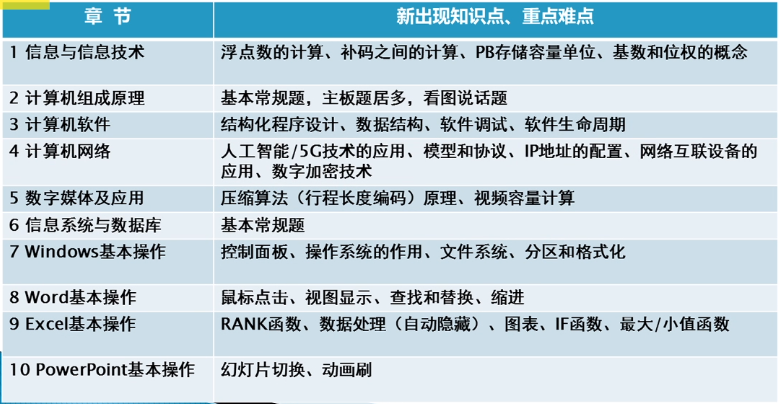 章 节 新出现知识点、重点难点
1 信息与信息技术 浮点数的计算、补码之间的计算、PB存储容量单位、基数和位权的概念
2 计算机组成原理 基本常规题，主板题居多，看图说话题
3 计算机软件 结构化程序设计、数据结构、软件调试、软件生命周期
4 计算机网络 人工智能/5G技术的应用、模型和协议、IP地址的配置、网络互联设备的
应用、数字加密技术
5 数字媒体及应用 压缩算法（行程长度编码）原理、视频容量计算
6 信息系统与数据库 基本常规题
7 Windows基本操作 控制面板、操作系统的作用、文件系统、分区和格式化
8 Word基本操作 鼠标点击、视图显示、查找和替换、缩进
9 Excel基本操作 RANK函数、数据处理（自动隐藏）、图表、IF函数、最大/小值函数
10 PowerPoint基本操作 幻灯片切换、动画刷